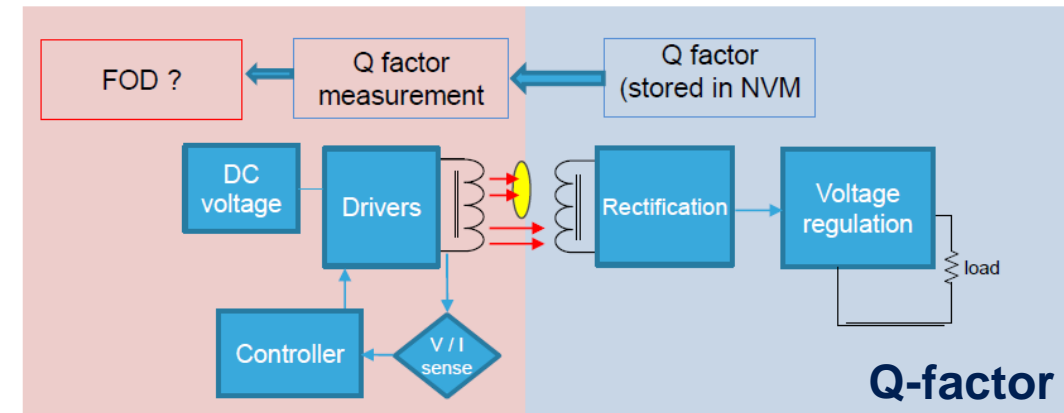 FOD ?
Q factor
measurement
Q factor
(stored in NVM
DC
voltage
Drivers
Rectification
Voltage
regulation
load
Controller
V / I
sense
Q-factor